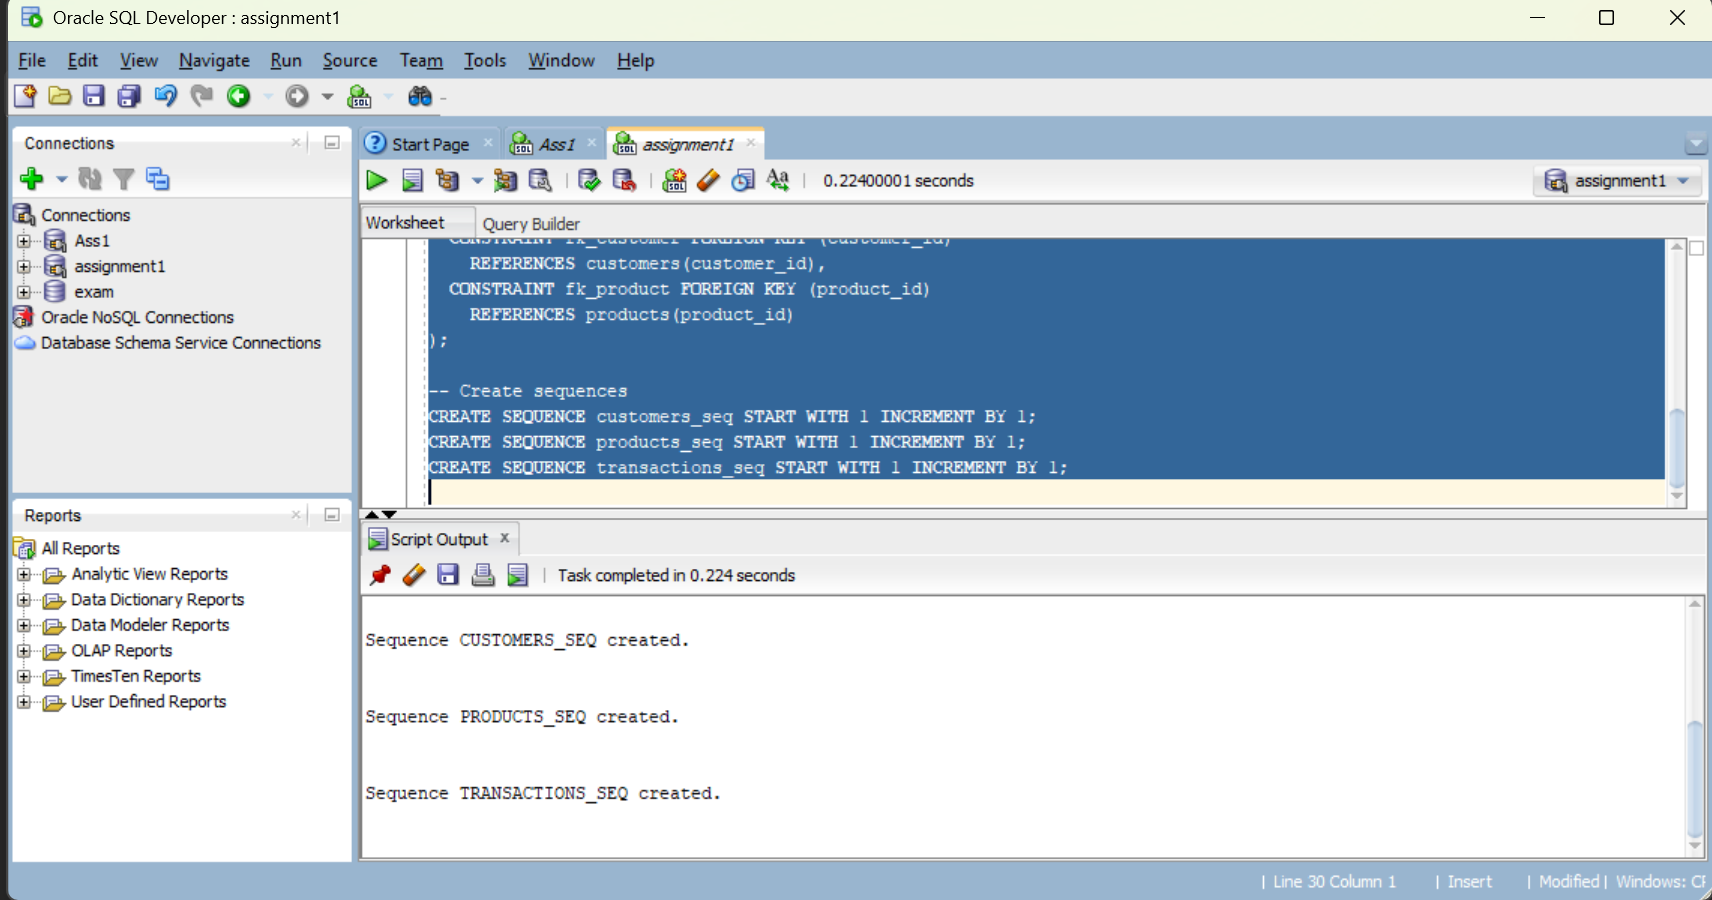 Oracle SQL Developer : assignment1
File Edit View Navigate Run Source Team Tools Window Help
Connections
Connections
Ass1
assignment1
exam
Oracle NoSQL Connections
Database Schema Service Connections
Reports
All Reports
Analytic View Reports
Data Dictionary Reports
Data Modeler Reports
OLAP Reports
TimesTen Reports
User Defined Reports
Start Page Ass1 assignment1
0.22400001 seconds
assignment1
Worksheet Query Builder
CONSTRAINT fk_customer FOREIGN KEY (customer_id)
REFERENCES customers(customer_id),
CONSTRAINT fk_product FOREIGN KEY (product_id)
REFERENCES products(product_id)
);
-- Create sequences
CREATE SEQUENCE customers_seq START WITH 1 INCREMENT BY 1;
CREATE SEQUENCE products_seq START WITH 1 INCREMENT BY 1;
CREATE SEQUENCE transactions_seq START WITH 1 INCREMENT BY 1;
Script Output
Task completed in 0.224 seconds
Sequence CUSTOMERS_SEQ created.
Sequence PRODUCTS_SEQ created.
Sequence TRANSACTIONS_SEQ created.
| Line 30 Column 1 | Insert | Modified | Windows: